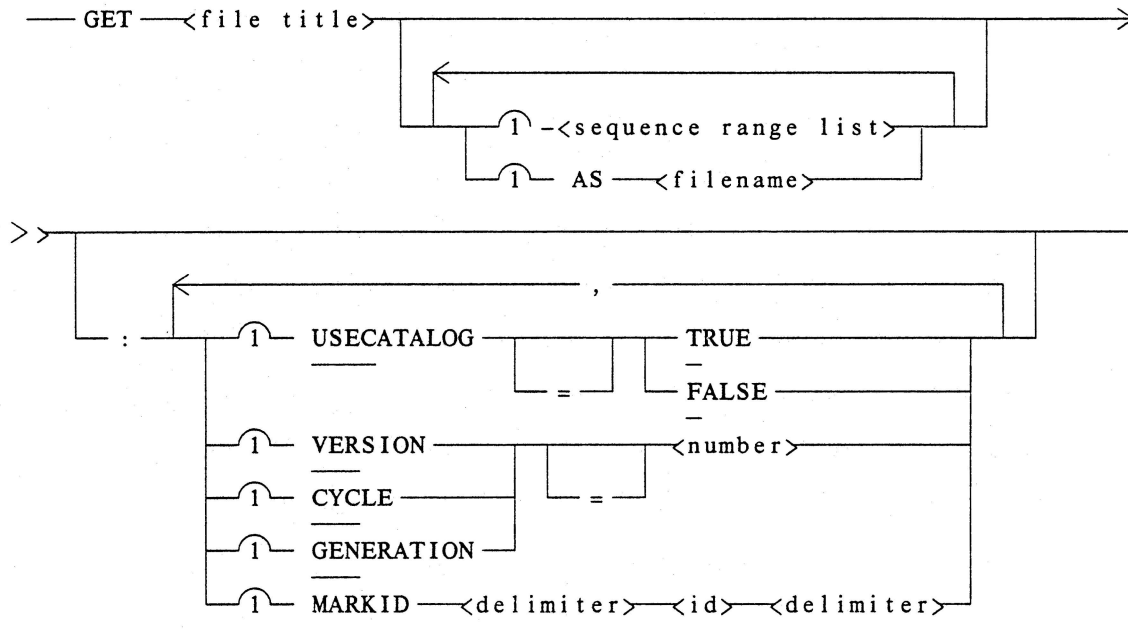 GET <file title>
1 -<sequence range list>
1 AS <filename>
,
: 1 USECATALOG TRUE
= FALSE
1 VERSION <number>
1 CYCLE =
1 GENERATION
1 MARKID <delimiter> <id> <delimiter>